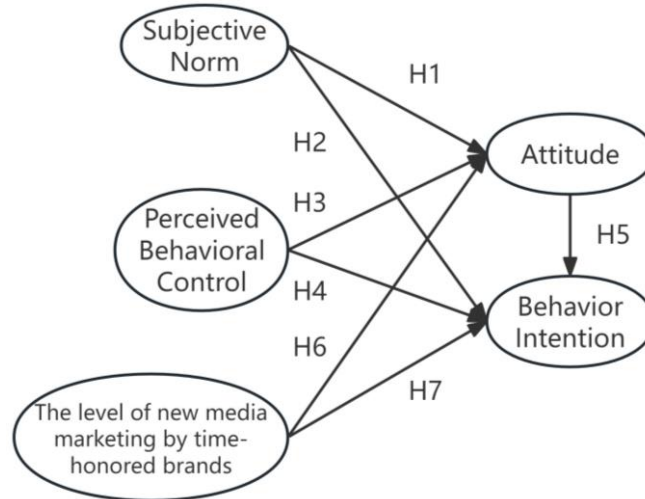 Subjective
Norm
H1
H2
Attitude
H3
Perceived
Behavioral
Control
H5
H4
Behavior
Intention
H6
H7
The level of new media
marketing by time-
honored brands